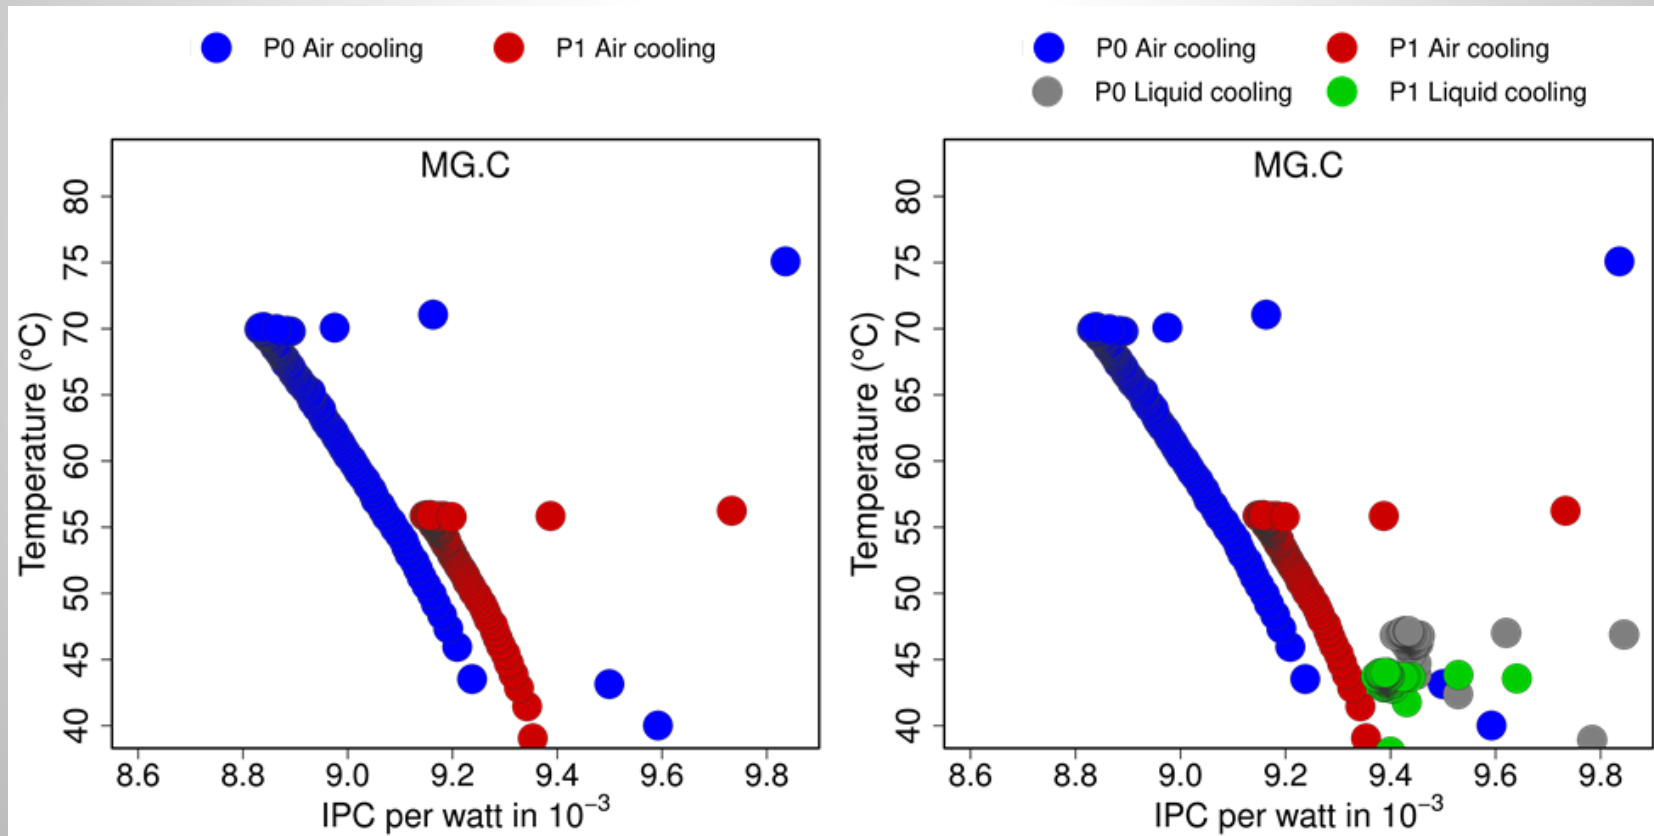 P0 Air cooling P1 Air cooling
MG.C
Temperature (°C)
80
75
70
65
60
55
50
45
40
8.6 8.8 9.0 9.2 9.4 9.6 9.8
IPC per watt in 10⁻³
P0 Air cooling P1 Air cooling
P0 Liquid cooling P1 Liquid cooling
MG.C
Temperature (°C)
80
75
70
65
60
55
50
45
40
8.6 8.8 9.0 9.2 9.4 9.6 9.8
IPC per watt in 10⁻³